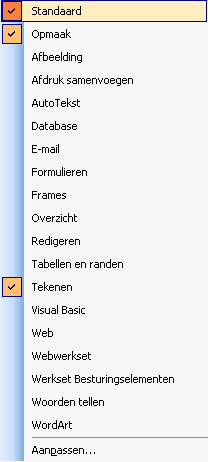 Standaard
Opmaak
Afbeelding
Afdruk samenvoegen
AutoTekst
Database
E-mail
Formulieren
Frames
Overzicht
Redigeren
Tabellen en randen
Tekenen
Visual Basic
Web
Webwerkset
Werkset Besturingselementen
Woorden tellen
WordArt
Aanpassen...